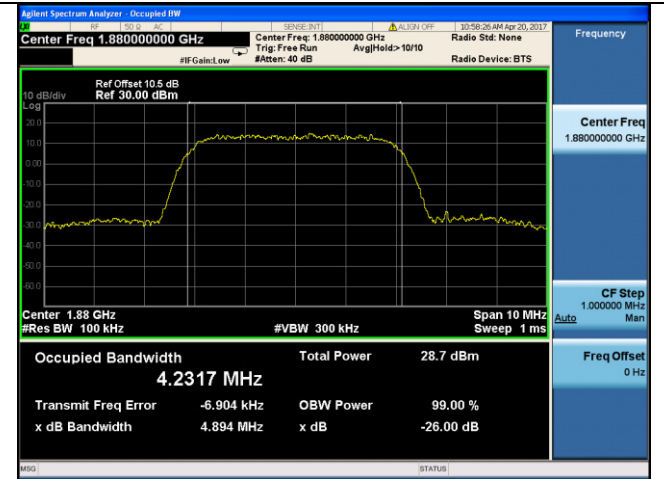 Agilent Spectrum Analyzer - Occupied BW
RF 50 Ω AC SENSE:INT ALIGN OFF 10:58:26 AM Apr 20, 2017
Center Freq 1.880000000 GHz Center Freq: 1.880000000 GHz Radio Std: None Frequency
Trig: Free Run Avg|Hold:> 10/10
#IFGain:Low #Atten: 40 dB Radio Device: BTS
Ref Offset 10.5 dB
10 dB/div Ref 30.00 dBm
Log
20.0
10.0
0.00
-10.0
-20.0
-30.0
-40.0
-50.0
-60.0
Center 1.88 GHz Span 10 MHz
#Res BW 100 kHz #VBW 300 kHz Sweep 1 ms
Center Freq
1.880000000 GHz
CF Step
1.000000 MHz
Auto Man
Freq Offset
0 Hz
Occupied Bandwidth Total Power 28.7 dBm
4.2317 MHz
Transmit Freq Error -6.904 kHz OBW Power 99.00 %
x dB Bandwidth 4.894 MHz x dB -26.00 dB
MSG STATUS